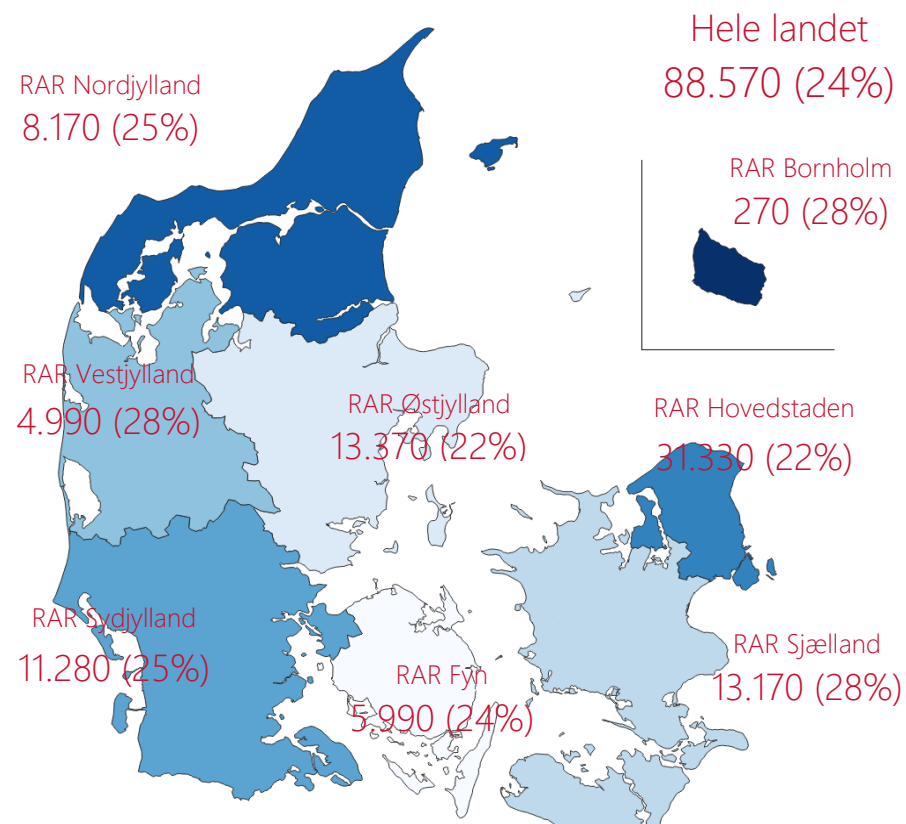 Hele landet
88.570 (24%)
RAR Nordjylland
8.170 (25%)
RAR Bornholm
270 (28%)
RAR Vestjylland
4.990 (28%)
RAR Østjylland
13.370 (22%)
RAR Hovedstaden
31.330 (22%)
RAR Sydjylland
11.280 (25%)
RAR Fyn
5.990 (24%)
RAR Sjælland
13.170 (28%)